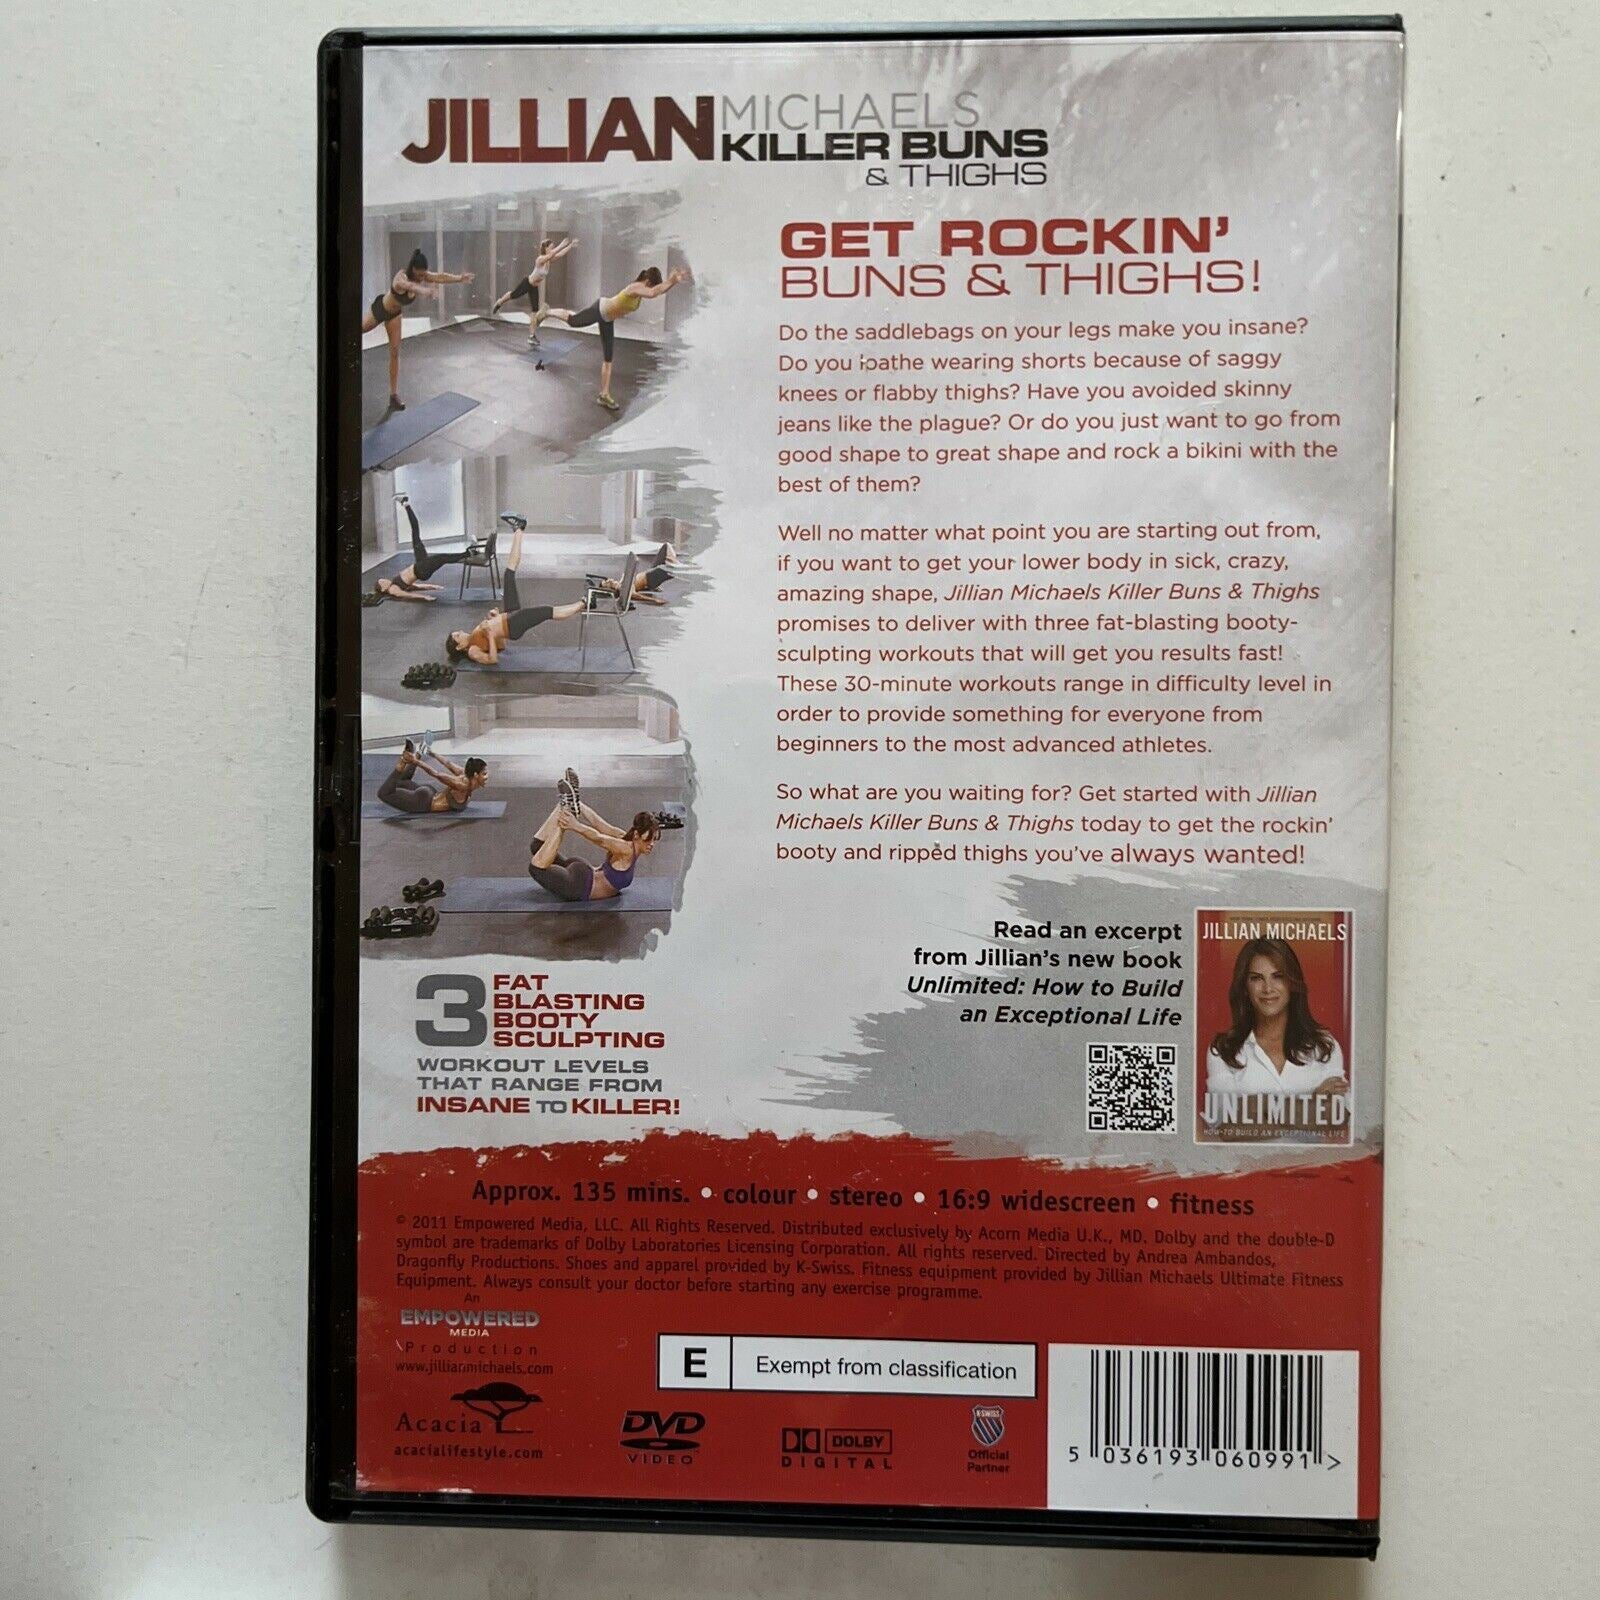 JILLIAN MICHAELS
KILLER BUNS
& THIGHS
GET ROCKIN'
BUNS & THIGHS!
Do the saddlebags on your legs make you insane?
Do you loathe wearing shorts because of saggy
knees or flabby thighs? Have you avoided skinny
jeans like the plague? Or do you just want to go from
good shape to great shape and rock a bikini with the
best of them?
Well no matter what point you are starting out from,
if you want to get your lower body in sick, crazy,
amazing shape, Jillian Michaels Killer Buns & Thighs
promises to deliver with three fat-blasting booty-
sculpting workouts that will get you results fast!
These 30-minute workouts range in difficulty level in
order to provide something for everyone from
beginners to the most advanced athletes.
So what are you waiting for? Get started with Jillian
Michaels Killer Buns & Thighs today to get the rockin'
booty and ripped thighs you've always wanted!
3 FAT
BLASTING
BOOTY
SCULPTING
WORKOUT LEVELS
THAT RANGE FROM
INSANE TO KILLER!
Read an excerpt
from Jillian's new book
Unlimited: How to Build
an Exceptional Life
JILLIAN MICHAELS
UNLIMITED
HOW TO BUILD AN EXCEPTIONAL LIFE
Approx. 135 mins. • colour • stereo • 16:9 widescreen • fitness
© 2011 Empowered Media, LLC. All Rights Reserved. Distributed exclusively by Acorn Media U.K., MD. Dolby and the double-D
symbol are trademarks of Dolby Laboratories Licensing Corporation. All rights reserved. Directed by Andrea Ambandos,
Dragonfly Productions. Shoes and apparel provided by K-Swiss. Fitness equipment provided by Jillian Michaels Ultimate Fitness
Equipment. Always consult your doctor before starting any exercise programme.
An
EMPOWERED
MEDIA
Production
www.jillianmichaels.com
E Exempt from classification
Acacia
acacialifestyle.com
DVD
VIDEO
DOLBY
DIGITAL
K-SWISS
Official
Partner
5 036193 060991 >